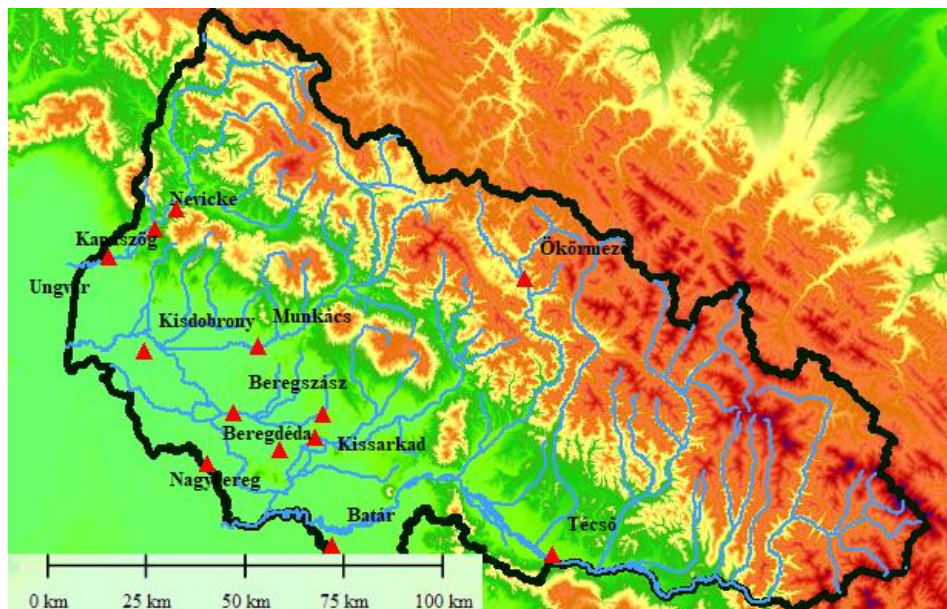 Nevicke
Kapaszög
Ökörmező
Ungvár
Kisdobrony
Munkács
Beregszász
Beregdéda
Kissarkad
Nagybereg
Batár
Técső
0 km 25 km 50 km 75 km 100 km